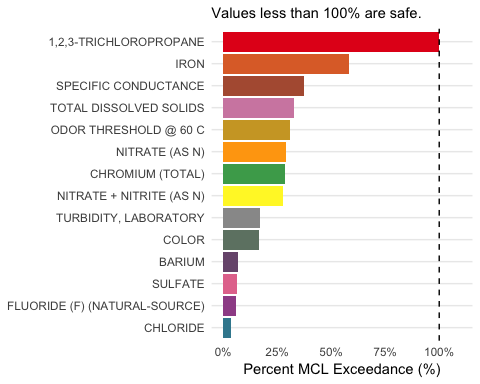 Values less than 100% are safe.
1,2,3-TRICHLOROPROPANE
IRON
SPECIFIC CONDUCTANCE
TOTAL DISSOLVED SOLIDS
ODOR THRESHOLD @ 60 C
NITRATE (AS N)
CHROMIUM (TOTAL)
NITRATE + NITRITE (AS N)
TURBIDITY, LABORATORY
COLOR
BARIUM
SULFATE
FLUORIDE (F) (NATURAL-SOURCE)
CHLORIDE
0% 25% 50% 75% 100%
Percent MCL Exceedance (%)